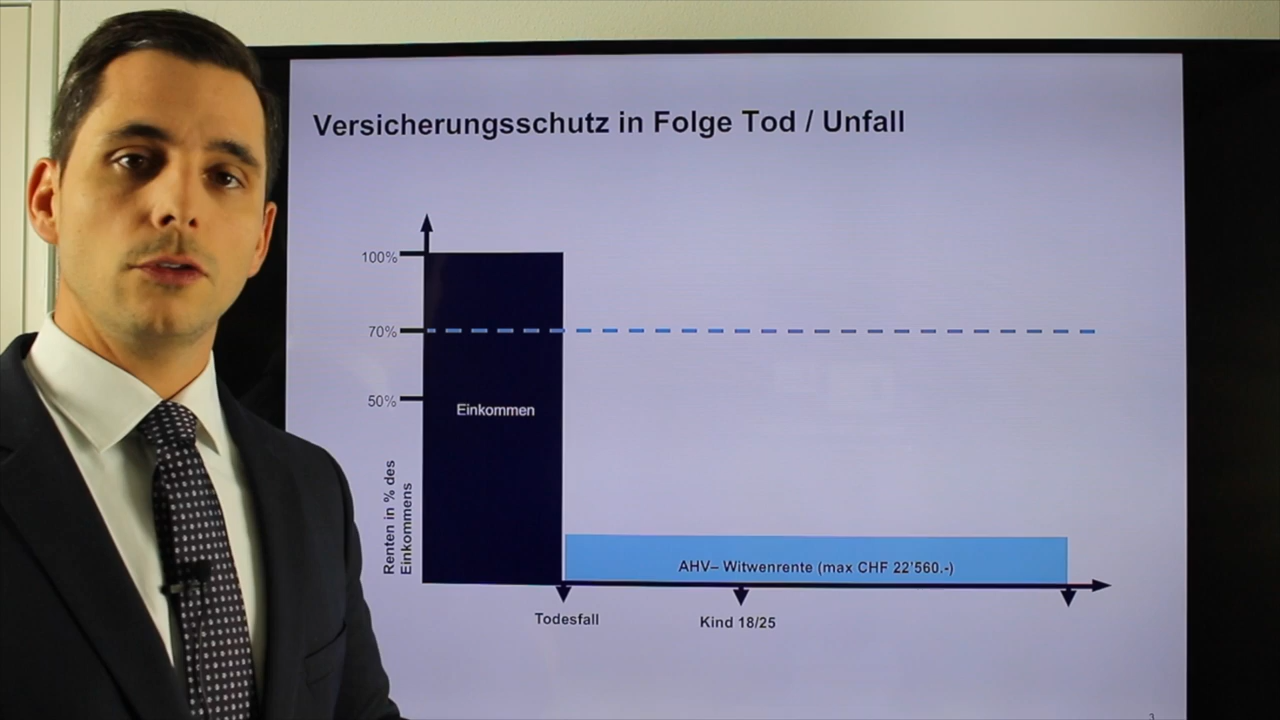 Versicherungsschutz in Folge Tod / Unfall
100%
70%
50%
Einkommen
Renten in % des
Einkommens
AHV– Witwenrente (max CHF 22’560.-)
Todesfall
Kind 18/25
3